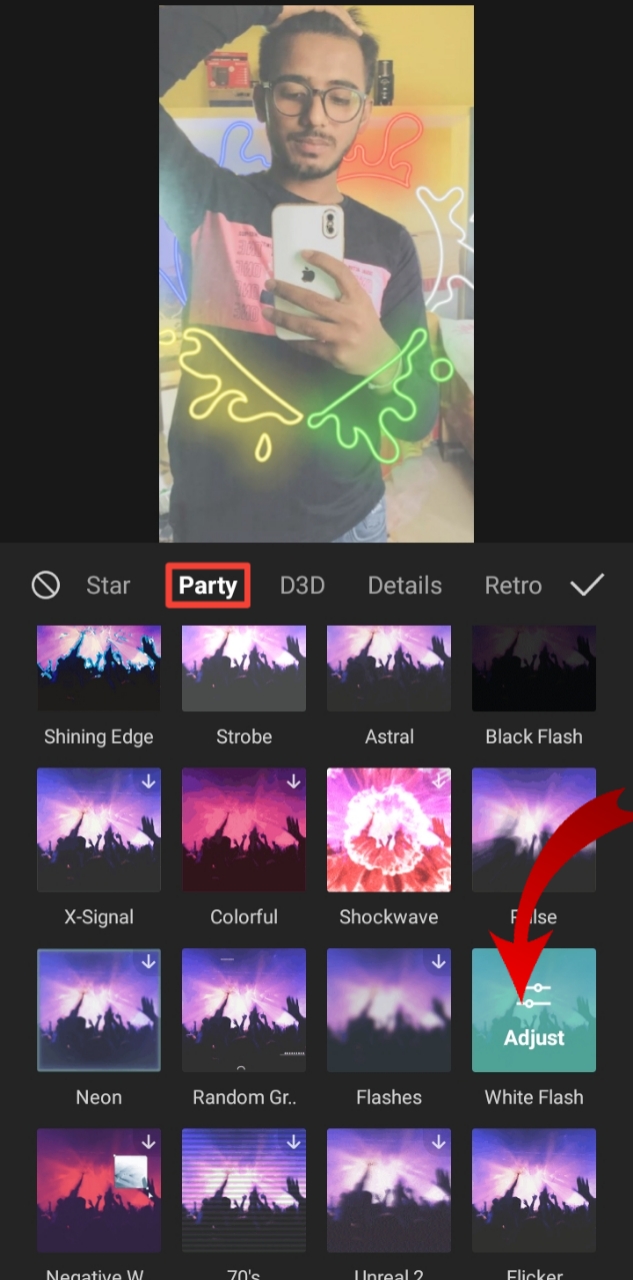 Star
Party
D3D
Details
Retro
Shining Edge
Strobe
Astral
Black Flash
X-Signal
Colorful
Shockwave
Neon
Random Gr..
Flashes
Adjust
White Flash
Negative W
70's
Unreal 2
Flicker